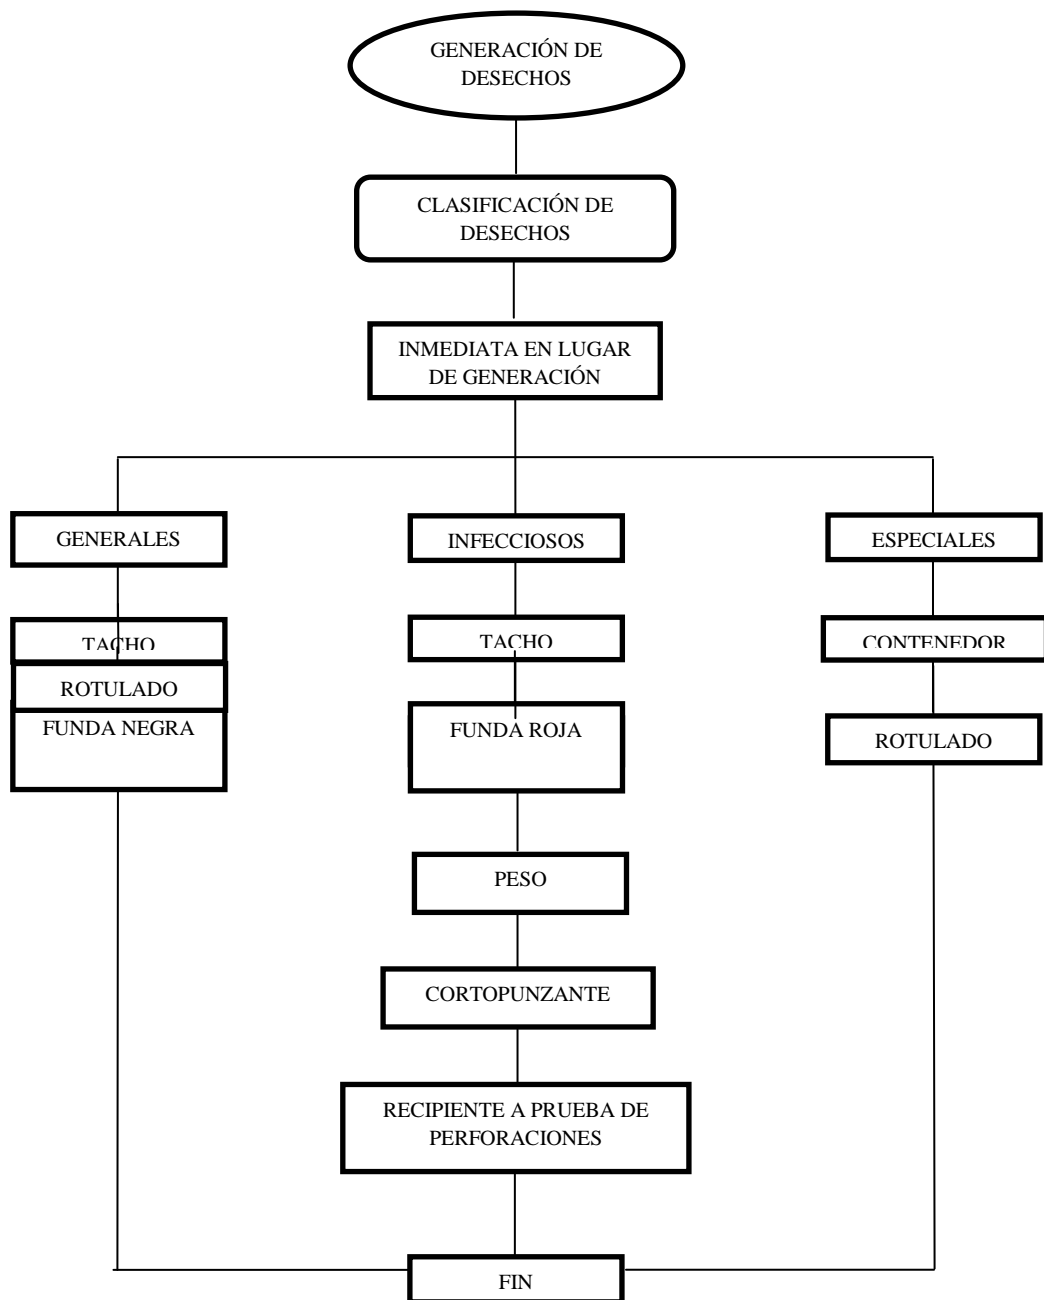 GENERACIÓN DE
DESECHOS
CLASIFICACIÓN DE
DESECHOS
INMEDIATA EN LUGAR
DE GENERACIÓN
GENERALES
INFECCIOSOS
ESPECIALES
TACHO
TACHO
CONTENEDOR
ROTULADO
FUNDA NEGRA
FUNDA ROJA
ROTULADO
PESO
CORTOPUNZANTE
RECIPIENTE A PRUEBA DE
PERFORACIONES
FIN